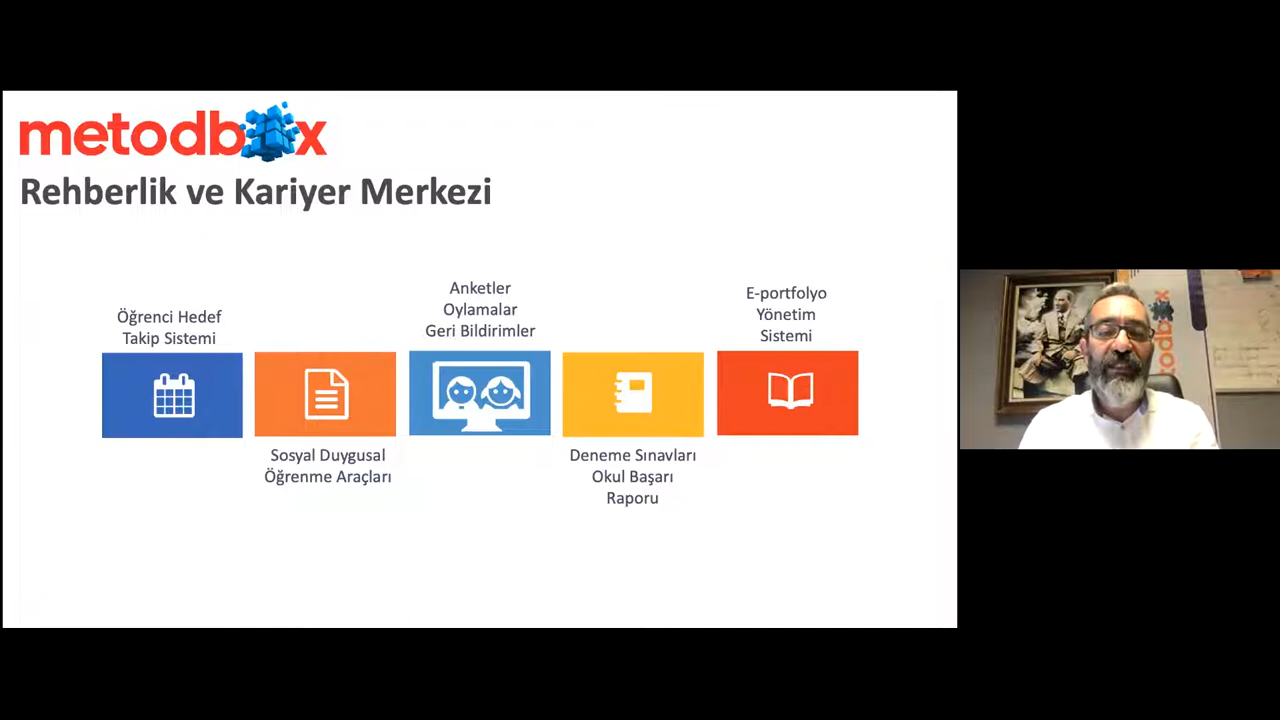 metodbox
Rehberlik ve Kariyer Merkezi
Öğrenci Hedef
Takip Sistemi
Sosyal Duygusal
Öğrenme Araçları
Anketler
Oylamalar
Geri Bildirimler
Deneme Sınavları
Okul Başarı
Raporu
E-portfolyo
Yönetim
Sistemi